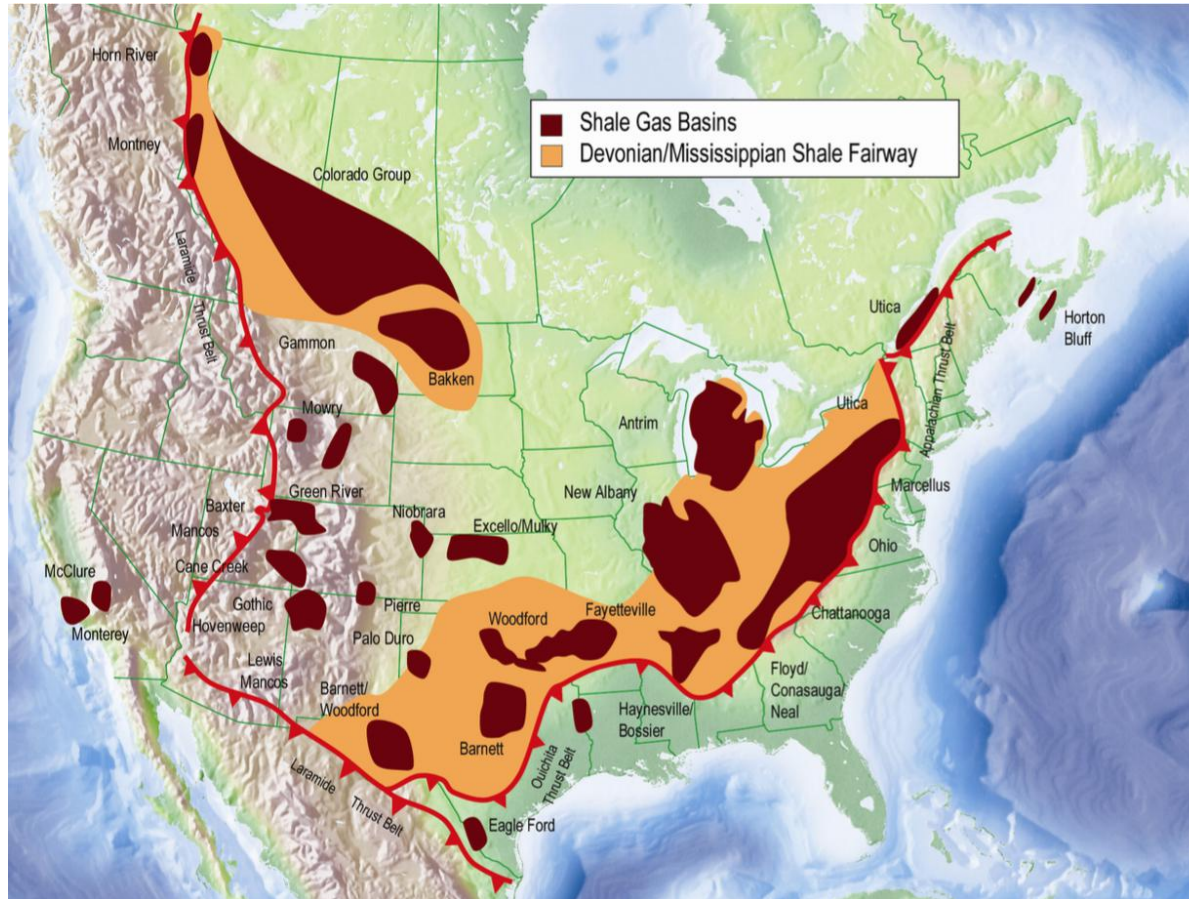 Horn River
Shale Gas Basins
Devonian/Mississippian Shale Fairway
Montney
Colorado Group
Laramide
Thrust Belt
Utica
Horton
Bluff
Appalachian Thrust Belt
Gammon
Bakken
Utica
Mowry
Antrim
Marcellus
Green River
New Albany
Baxter
Mancos
Niobrara
Excello/Mulky
Ohio
Cane Creek
McClure
Monterey
Gothic
Hovenweep
Pierre
Woodford
Fayetteville
Chattanooga
Palo Duro
Lewis
Mancos
Barnett/
Woodford
Floyd/
Conasauga/
Neal
Haynesville/
Bossier
Barnett
Ouichita
Thrust Belt
Laramide
Thrust Belt
Eagle Ford